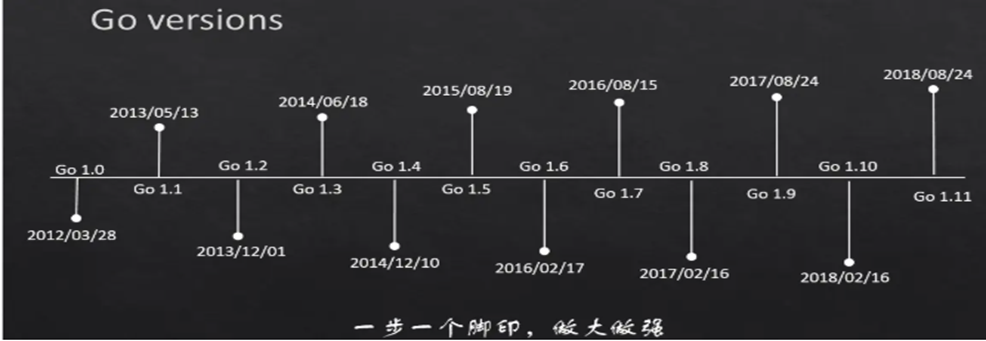 Go versions
2012/03/28
Go 1.0
2013/05/13
Go 1.1
Go 1.2
2013/12/01
2014/06/18
Go 1.3
Go 1.4
2014/12/10
2015/08/19
Go 1.5
Go 1.6
2016/02/17
2016/08/15
Go 1.7
Go 1.8
2017/02/16
2017/08/24
Go 1.9
Go 1.10
2018/02/16
2018/08/24
Go 1.11
一步一个脚印，做大做强